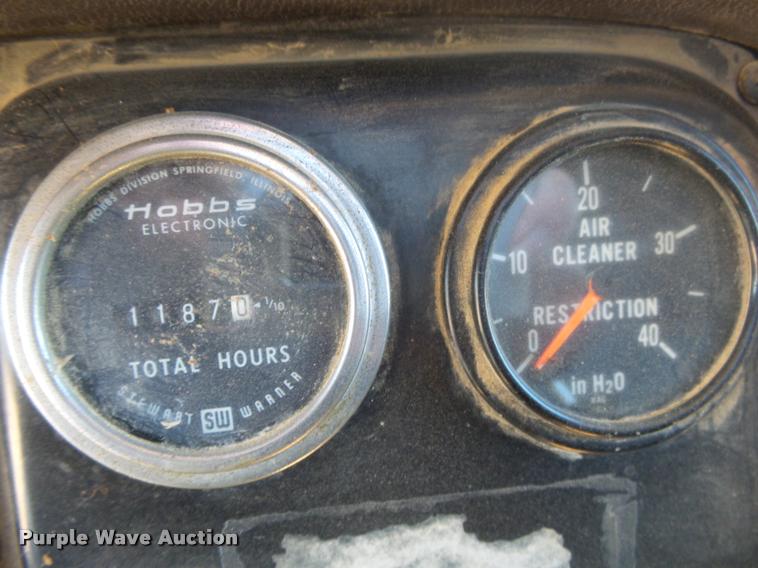 HOBBS DIVISION SPRINGFIELD, ILLINOIS
Hobbs
ELECTRONIC
11870 1/10
TOTAL HOURS
STEWART SW WARNER
0
10
20
30
40
AIR
CLEANER
RESTRICTION
in H2O
Purple Wave Auction